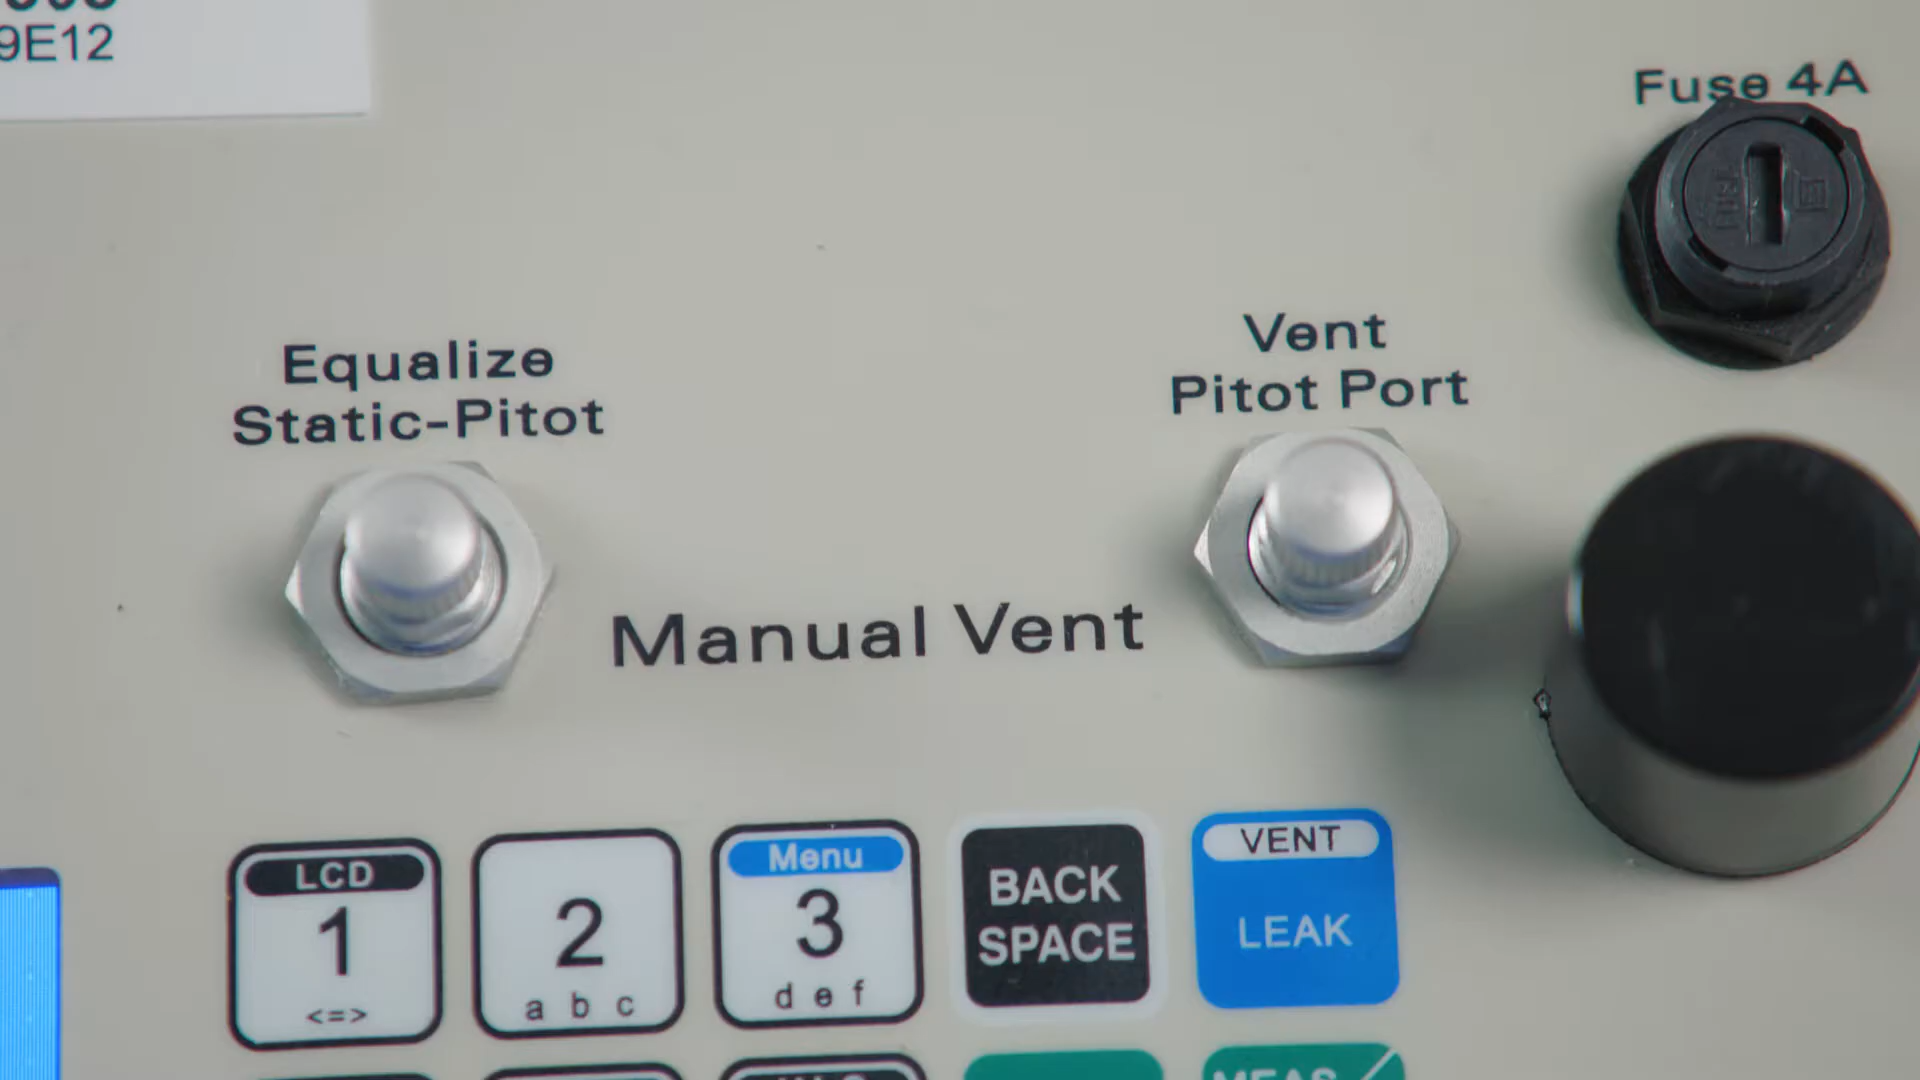 9E12
Fuse 4A
Equalize
Static-Pitot
Vent
Pitot Port
Manual Vent
LCD
1
<=>
2
a b c
Menu
3
d e f
BACK
SPACE
VENT
LEAK
MEAS